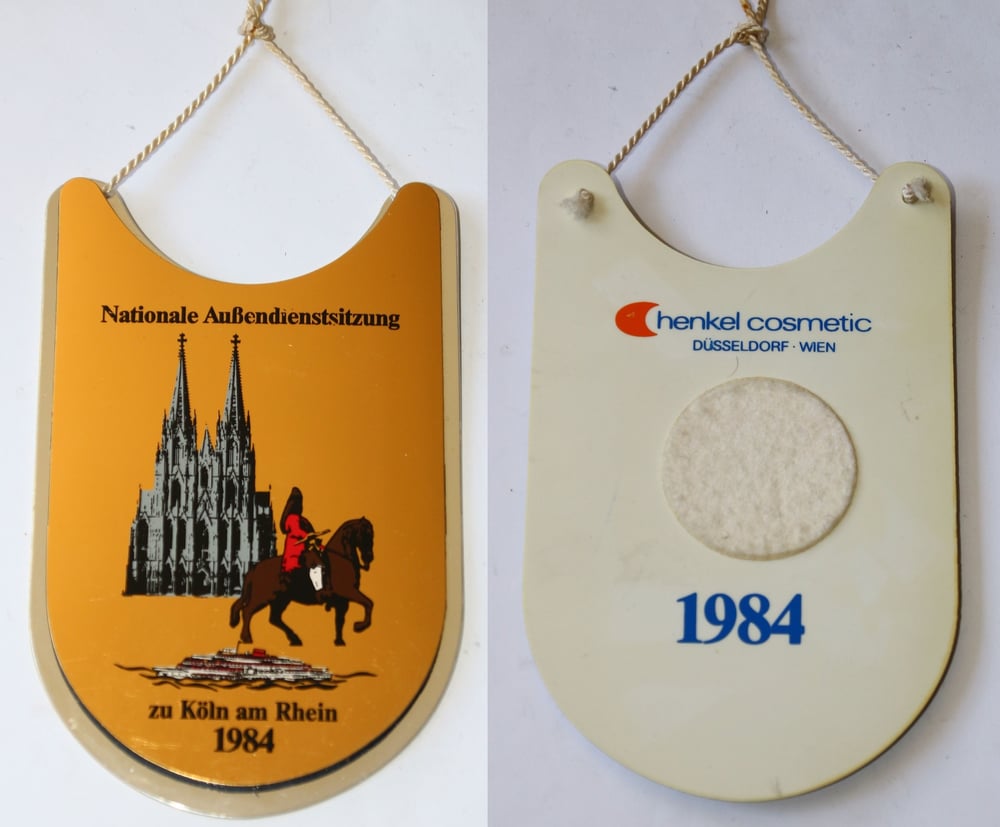 Nationale Außendienstsitzung
zu Köln am Rhein
1984
henkel cosmetic
DÜSSELDORF · WIEN
1984